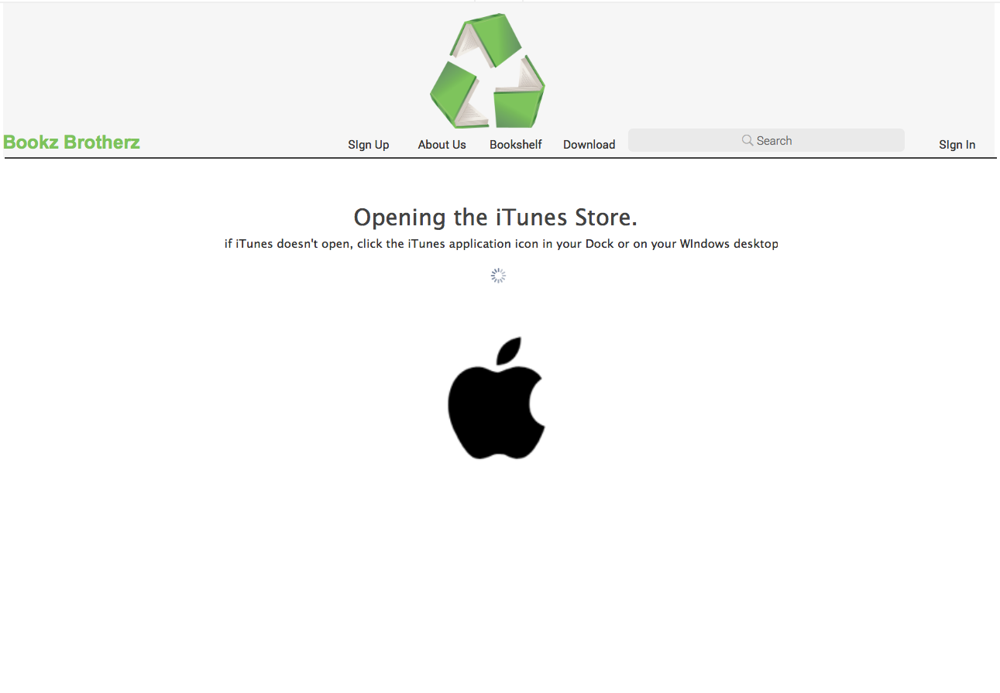 Bookz Brotherz
SIgn Up
About Us
Bookshelf
Download
Search
SIgn In
Opening the iTunes Store.
if iTunes doesn't open, click the iTunes application icon in your Dock or on your WIndows desktop